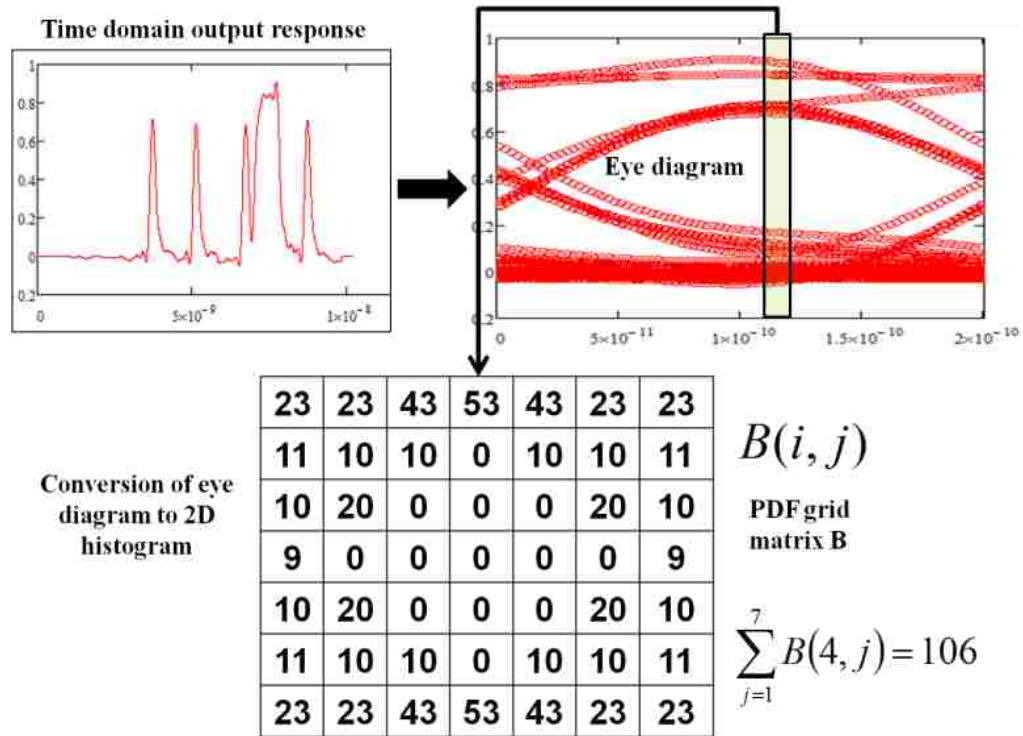 Time domain output response
1
0.8
0.6
0.4
0.2
0
0.2
0
5×10⁻⁹
1×10⁻⁸
1
0.8
0.6
0.4
0.2
0
0.2
Eye diagram
0
5×10⁻¹¹
1×10⁻¹⁰
1.5×10⁻¹⁰
2×10⁻¹⁰
Conversion of eye
diagram to 2D
histogram
23 23 43 53 43 23 23
11 10 10 0 10 10 11
10 20 0 0 0 20 10
9 0 0 0 0 0 9
10 20 0 0 0 20 10
11 10 10 0 10 10 11
23 23 43 53 43 23 23
B(i, j)
PDF grid
matrix B
7
∑ B(4, j) = 106
j=1